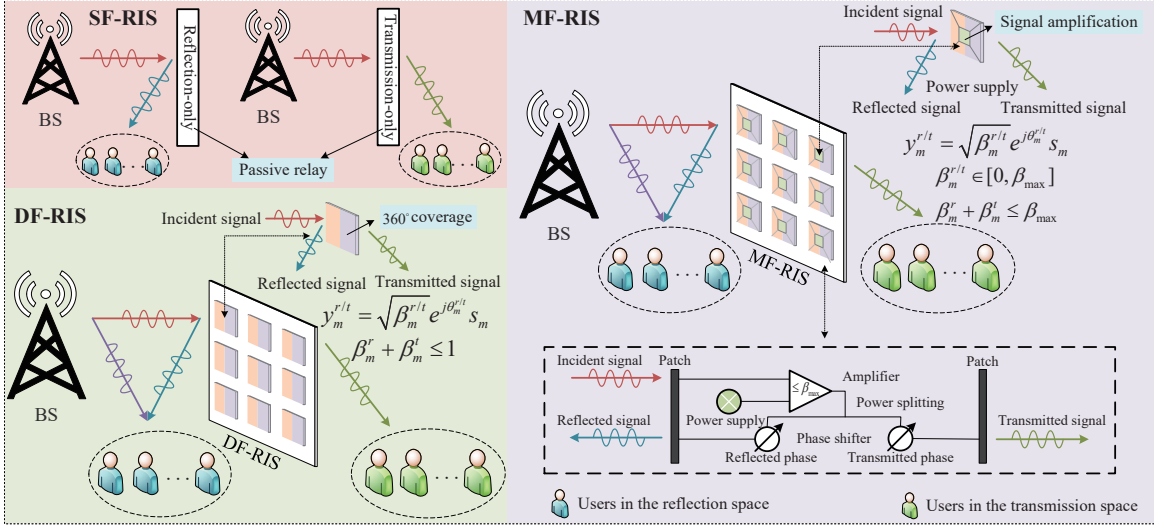 SF-RIS
BS
Reflection-only
BS
Transmission-only
Passive relay
DF-RIS
Incident signal
360° coverage
Reflected signal
Transmitted signal
y_m^{r/t} = √(β_m^{r/t}) e^{jθ_m^{r/t}} s_m
β_m^r + β_m^t ≤ 1
BS
DF-RIS
MF-RIS
Incident signal
Signal amplification
Power supply
Reflected signal
Transmitted signal
y_m^{r/t} = √(β_m^{r/t}) e^{jθ_m^{r/t}} s_m
β_m^{r/t} ∈ [0, β_max]
β_m^r + β_m^t ≤ β_max
BS
MF-RIS
Incident signal
Patch
≤ β_max
Amplifier
Patch
Power splitting
Reflected signal
Power supply
Phase shifter
Transmitted signal
Reflected phase
Transmitted phase
Users in the reflection space
Users in the transmission space